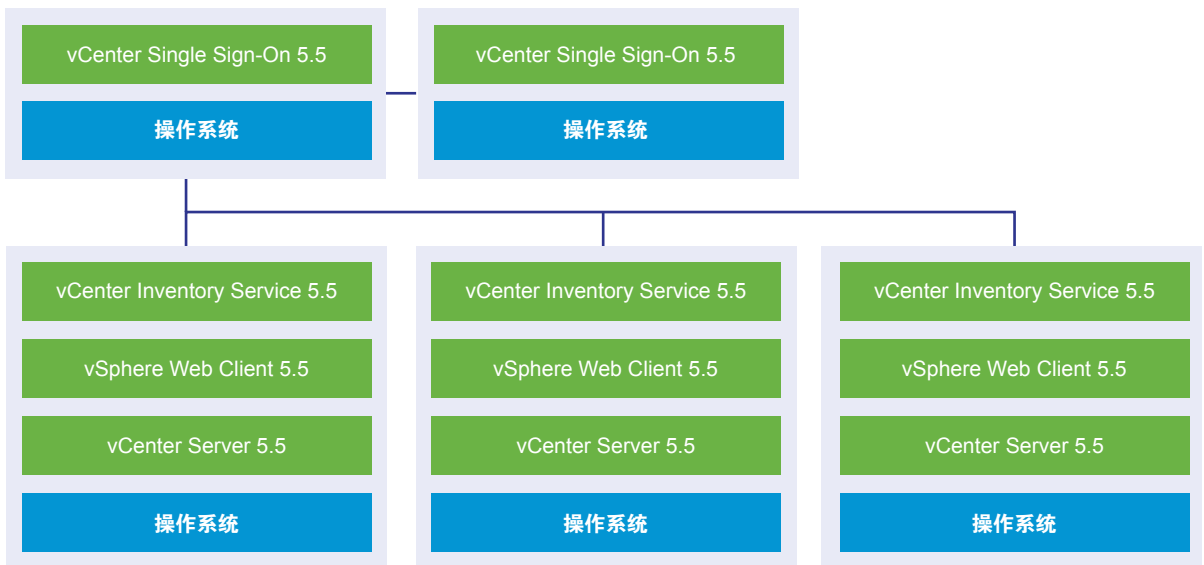 vCenter Single Sign-On 5.5
操作系统
vCenter Single Sign-On 5.5
操作系统
vCenter Inventory Service 5.5
vSphere Web Client 5.5
vCenter Server 5.5
操作系统
vCenter Inventory Service 5.5
vSphere Web Client 5.5
vCenter Server 5.5
操作系统
vCenter Inventory Service 5.5
vSphere Web Client 5.5
vCenter Server 5.5
操作系统